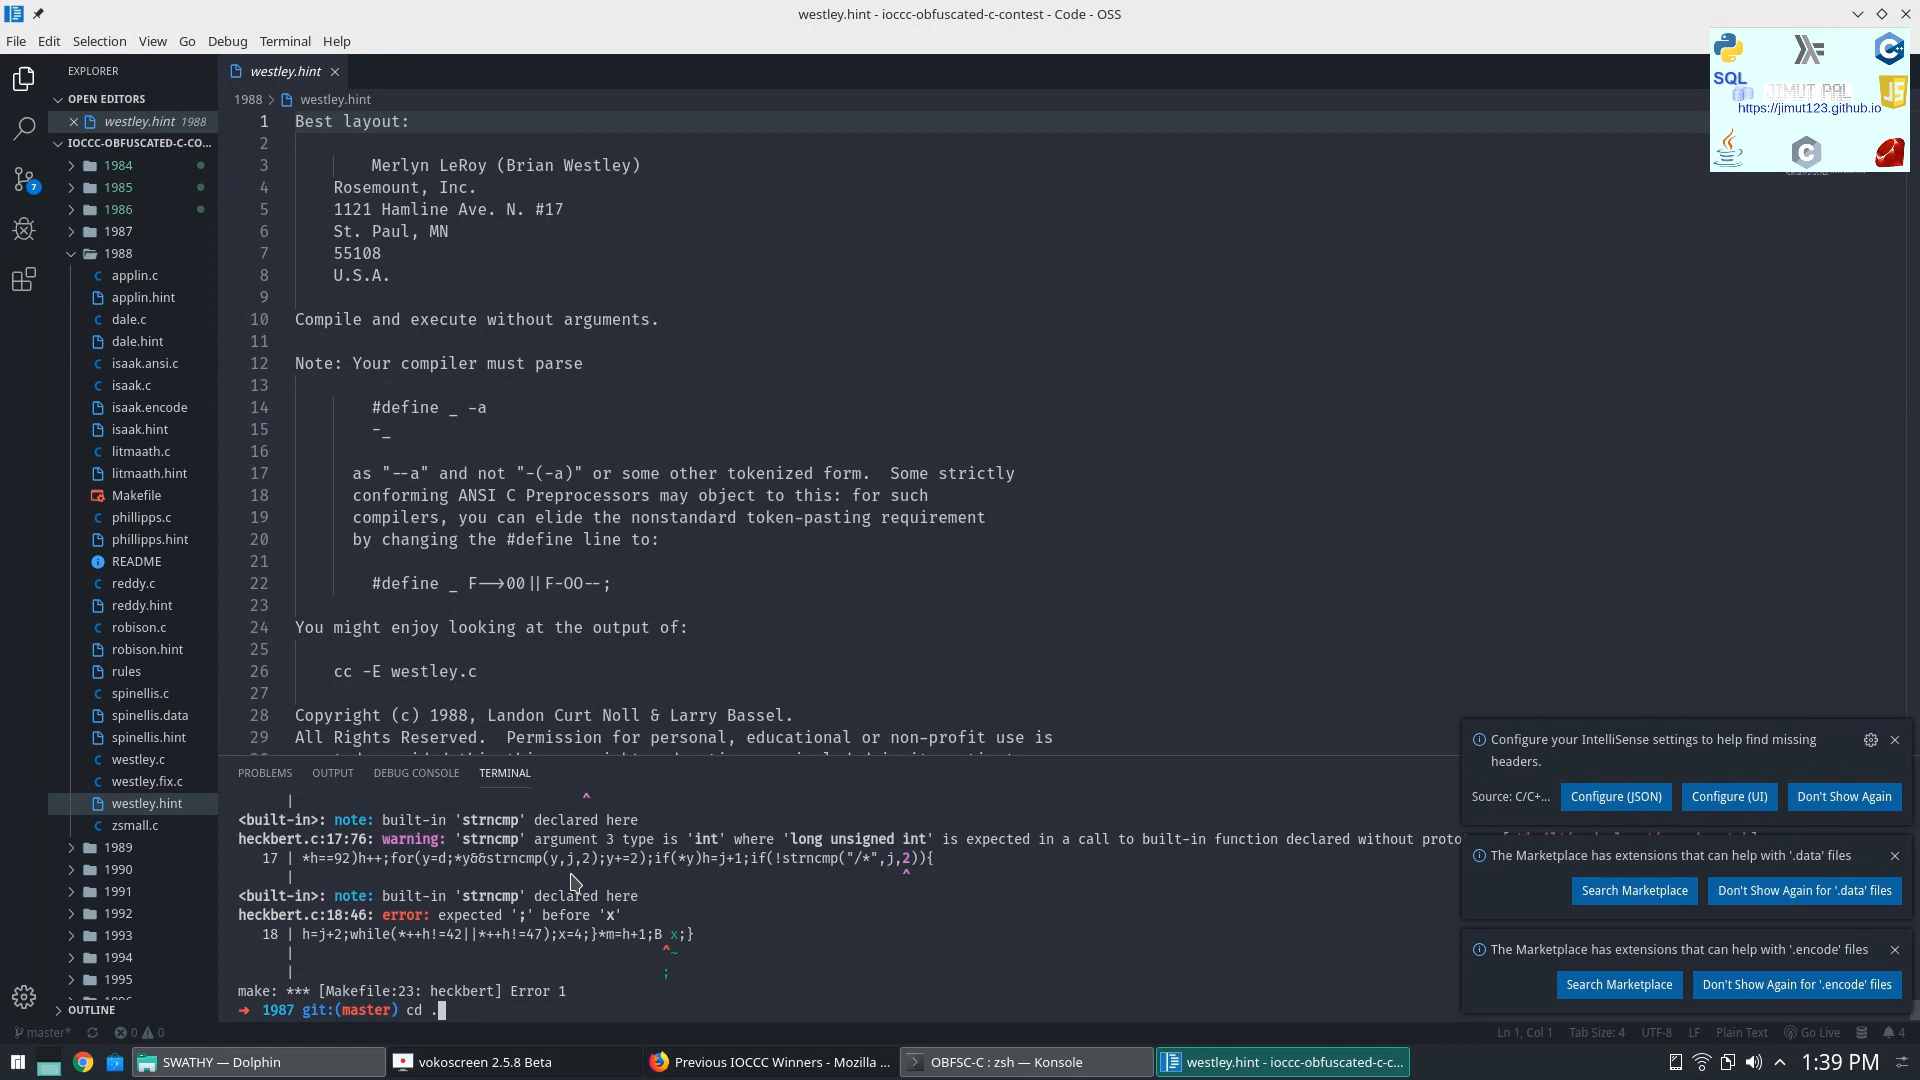 westley.hint - ioccc-obfuscated-c-contest - Code - OSS
File Edit Selection View Go Debug Terminal Help
EXPLORER
OPEN EDITORS
westley.hint 1988
IOCCC-OBFUSCATED-C-CO...
1984
1985
1986
1987
1988
applin.c
applin.hint
dale.c
dale.hint
isaak.ansi.c
isaak.c
isaak.encode
isaak.hint
litmaath.c
litmaath.hint
Makefile
phillipps.c
phillipps.hint
README
reddy.c
reddy.hint
robison.c
robison.hint
rules
spinellis.c
spinellis.data
spinellis.hint
westley.c
westley.fix.c
westley.hint
zsmall.c
1989
1990
1991
1992
1993
1994
1995
OUTLINE
7
westley.hint
1988 > westley.hint
1 Best layout:
2
3 Merlyn LeRoy (Brian Westley)
4 Rosemount, Inc.
5 1121 Hamline Ave. N. #17
6 St. Paul, MN
7 55108
8 U.S.A.
9
10 Compile and execute without arguments.
11
12 Note: Your compiler must parse
13
14 #define _ -a
15 -_
16
17 as "--a" and not "-(-a)" or some other tokenized form.  Some strictly
18 conforming ANSI C Preprocessors may object to this: for such
19 compilers, you can elide the nonstandard token-pasting requirement
20 by changing the #define line to:
21
22 #define _ F-->00||F-OO--;
23
24 You might enjoy looking at the output of:
25
26 cc -E westley.c
27
28 Copyright (c) 1988, Landon Curt Noll & Larry Bassel.
29 All Rights Reserved.  Permission for personal, educational or non-profit use is
SQL
JIMUT PAL
https://jimut123.github.io
JS
C
PROBLEMS OUTPUT DEBUG CONSOLE TERMINAL
| ^
<built-in>: note: built-in 'strncmp' declared here
heckbert.c:17:76: warning: 'strncmp' argument 3 type is 'int' where 'long unsigned int' is expected in a call to built-in function declared without proto
17 | *h==92)h++;for(y=d;*y&&strncmp(y,j,2);y+=2);if(*y)h=j+1;if(!strncmp("/*",j,2)){
| ^
<built-in>: note: built-in 'strncmp' declared here
heckbert.c:18:46: error: expected ';' before 'x'
18 | h=j+2;while(*++h!=42||*++h!=47);x=4;}*m=h+1;B x;}
| ^~
| ;
make: *** [Makefile:23: heckbert] Error 1
➜ 1987 git:(master) cd .
Configure your IntelliSense settings to help find missing
headers.
Source: C/C+... Configure (JSON) Configure (UI) Don't Show Again
The Marketplace has extensions that can help with '.data' files
Search Marketplace Don't Show Again for '.data' files
The Marketplace has extensions that can help with '.encode' files
Search Marketplace Don't Show Again for '.encode' files
master* 0 0 Ln 1, Col 1 Tab Size: 4 UTF-8 LF Plain Text Go Live 4
SWATHY — Dolphin vokoscreen 2.5.8 Beta Previous IOCCC Winners - Mozilla ... OBFSC-C : zsh — Konsole westley.hint - ioccc-obfuscated-c-c... 1:39 PM